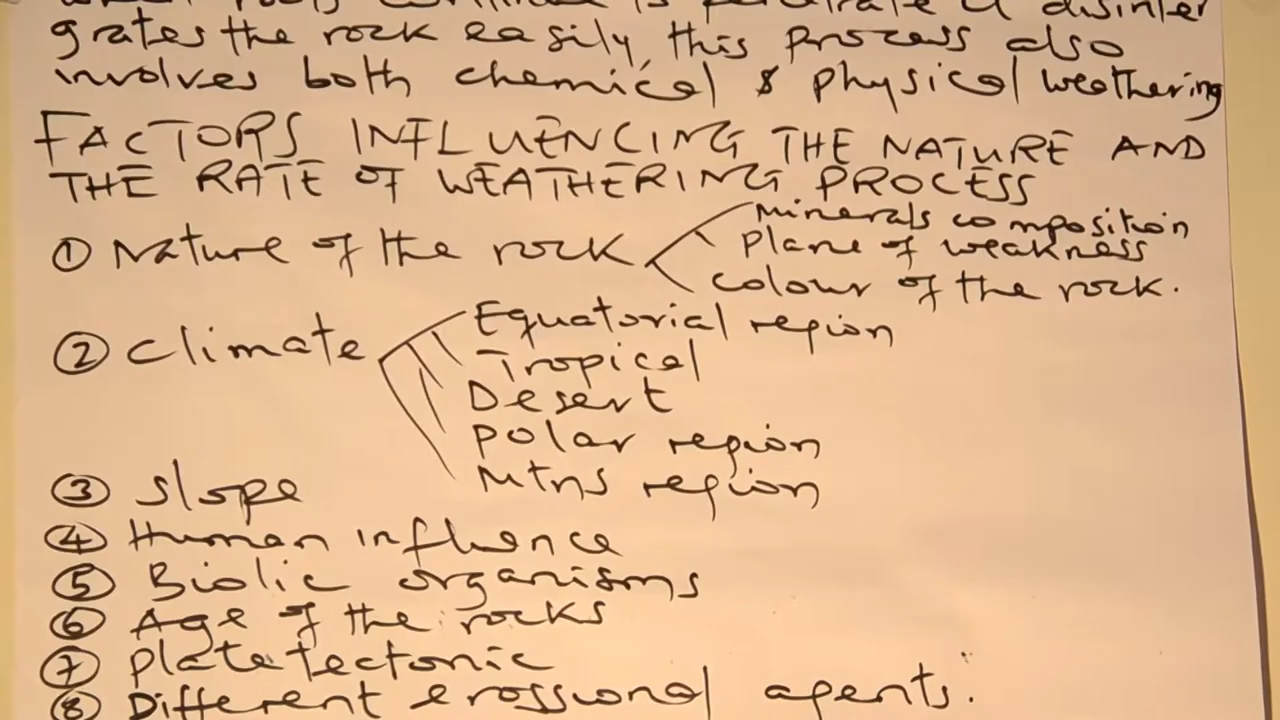 grates the rock easily, this process also
involves both chemical & physical weathering
FACTORS INFLUENCING THE NATURE AND
THE RATE OF WEATHERING PROCESS
① Nature of the rock
Minerals composition
Plane of weakness
colour of the rock.
② Climate
Equatorial region
Tropical
Desert
Polar region
Mtns region
③ Slope
④ Human influence
⑤ Biolic organisms
⑥ Age of the rocks
⑦ Plate tectonic
⑧ Different erossional agents.